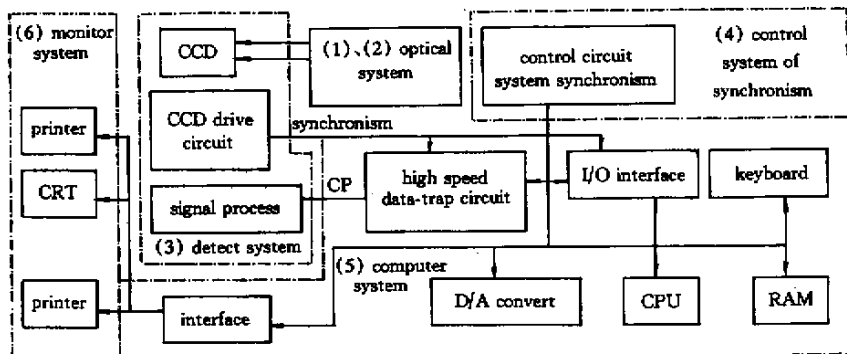 (6) monitor
system
CCD
(1)、(2) optical
system
control circuit
system synchronism
(4) control
system of
synchronism
printer
CCD drive
circuit
synchronism
CRT
signal process
CP
high speed
data-trap circuit
I/O interface
keyboard
(3) detect system
(5) computer
system
printer
interface
D/A convert
CPU
RAM